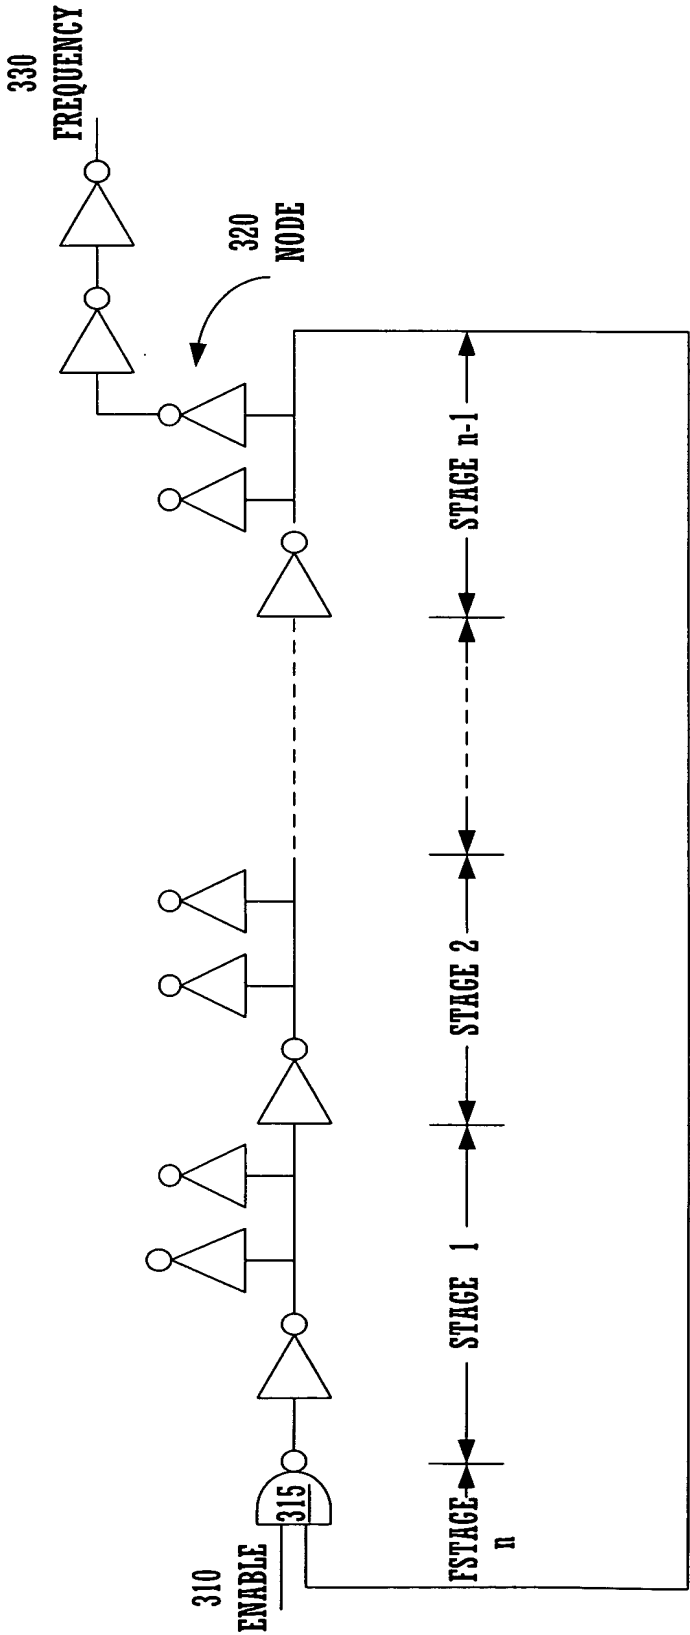 330
FREQUENCY
320
NODE
310
ENABLE
315
FSTAGE
n
STAGE 1
STAGE 2
STAGE n-1